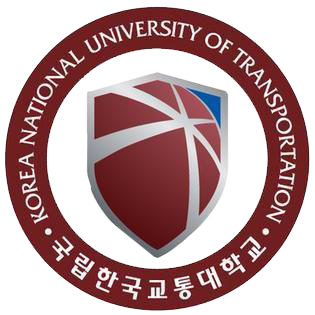 KOREA NATIONAL UNIVERSITY OF TRANSPORTATION
국립한국교통대학교